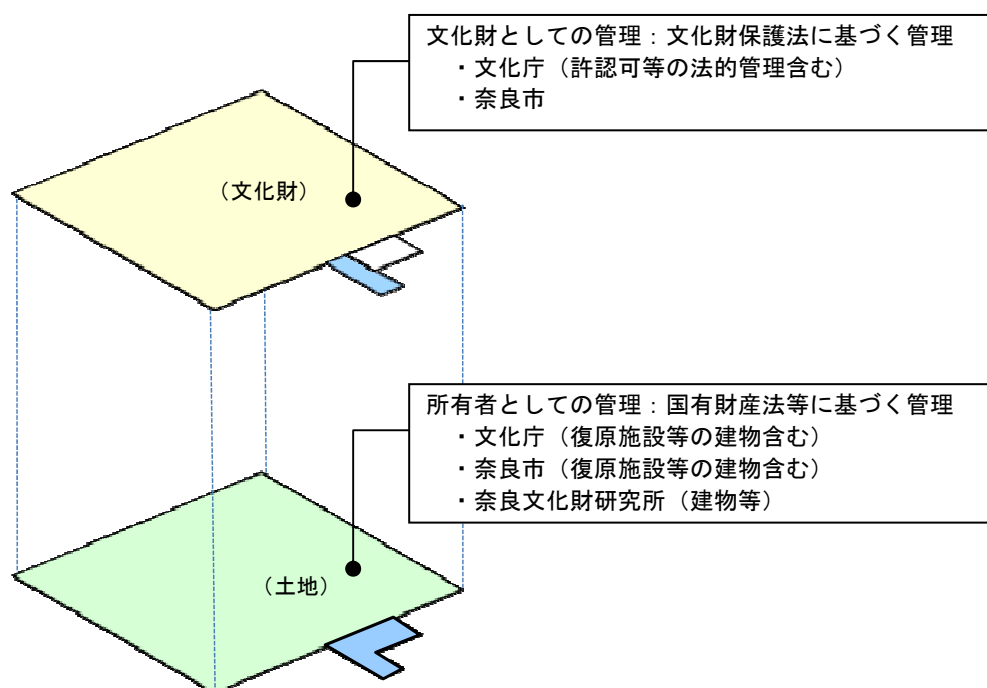 文化財としての管理：文化財保護法に基づく管理
・文化庁（許認可等の法的管理含む）
・奈良市
（文化財）
所有者としての管理：国有財産法等に基づく管理
・文化庁（復原施設等の建物含む）
・奈良市（復原施設等の建物含む）
・奈良文化財研究所（建物等）
（土地）